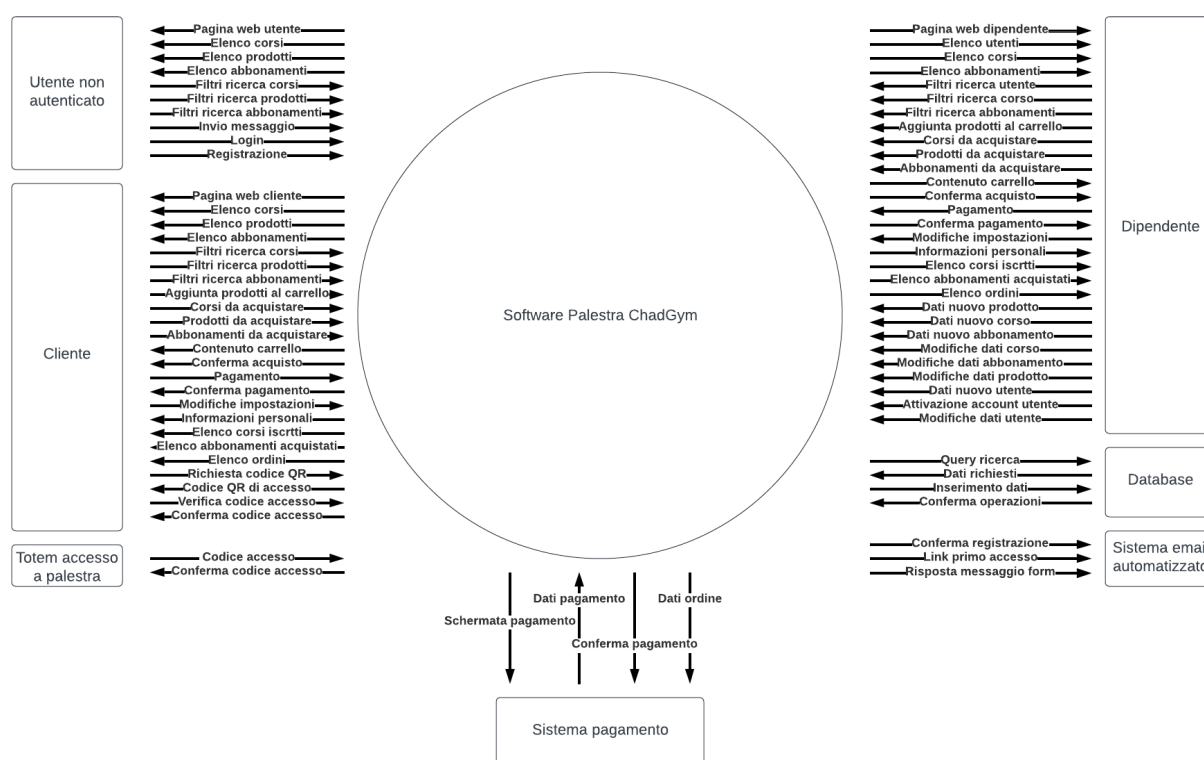 Utente non
autenticato
Pagina web utente
Elenco corsi
Elenco prodotti
Elenco abbonamenti
Filtri ricerca corsi
Filtri ricerca prodotti
Filtri ricerca abbonamenti
Invio messaggio
Login
Registrazione
Cliente
Pagina web cliente
Elenco corsi
Elenco prodotti
Elenco abbonamenti
Filtri ricerca corsi
Filtri ricerca prodotti
Filtri ricerca abbonamenti
Aggiunta prodotti al carrello
Corsi da acquistare
Prodotti da acquistare
Abbonamenti da acquistare
Contenuto carrello
Conferma acquisto
Pagamento
Conferma pagamento
Modifiche impostazioni
Informazioni personali
Elenco corsi iscrtti
Elenco abbonamenti acquistati
Elenco ordini
Richiesta codice QR
Codice QR di accesso
Verifica codice accesso
Conferma codice accesso
Totem accesso
a palestra
Codice accesso
Conferma codice accesso
Software Palestra ChadGym
Schermata pagamento
Dati pagamento
Conferma pagamento
Dati ordine
Sistema pagamento
Pagina web dipendente
Elenco utenti
Elenco corsi
Elenco abbonamenti
Filtri ricerca utente
Filtri ricerca corso
Filtri ricerca abbonamenti
Aggiunta prodotti al carrello
Corsi da acquistare
Prodotti da acquistare
Abbonamenti da acquistare
Contenuto carrello
Conferma acquisto
Pagamento
Conferma pagamento
Modifiche impostazioni
Informazioni personali
Elenco corsi iscrtti
Elenco abbonamenti acquistati
Elenco ordini
Dati nuovo prodotto
Dati nuovo corso
Dati nuovo abbonamento
Modifiche dati corso
Modifiche dati abbonamento
Modifiche dati prodotto
Dati nuovo utente
Attivazione account utente
Modifiche dati utente
Dipendente
Query ricerca
Dati richiesti
Inserimento dati
Conferma operazioni
Database
Conferma registrazione
Link primo accesso
Risposta messaggio form
Sistema email
automatizzato